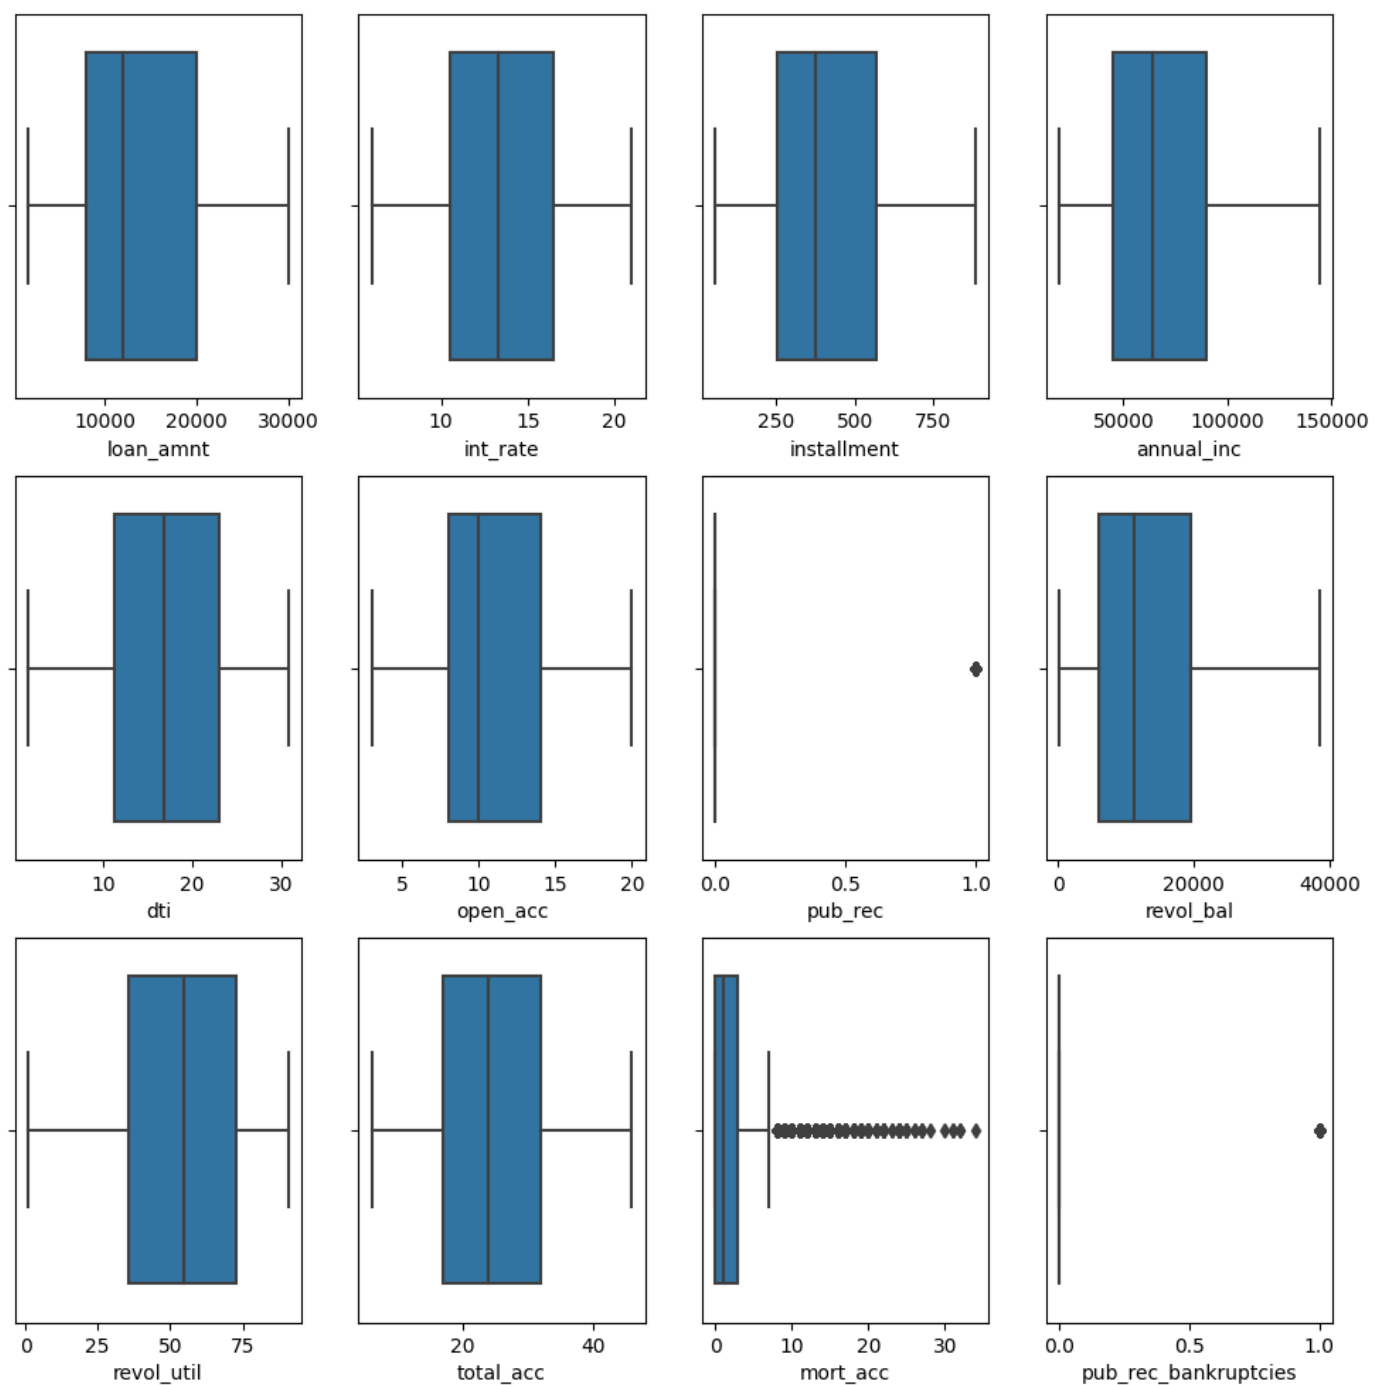 10000 20000 30000
loan_amnt
10 15 20
int_rate
250 500 750
installment
50000 100000 150000
annual_inc
10 20 30
dti
5 10 15 20
open_acc
0.0 0.5 1.0
pub_rec
0 20000 40000
revol_bal
0 25 50 75
revol_util
20 40
total_acc
0 10 20 30
mort_acc
0.0 0.5 1.0
pub_rec_bankruptcies